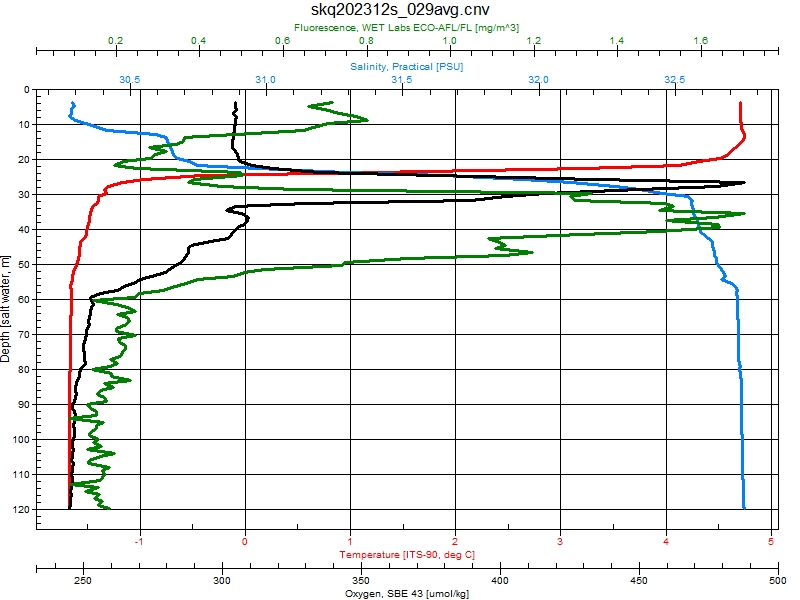 skq202312s_029avg.cnv
Fluorescence, WET Labs ECO-AFL/FL [mg/m^3]
0.2 0.4 0.6 0.8 1.0 1.2 1.4 1.6
Salinity, Practical [PSU]
30.5 31.0 31.5 32.0 32.5
0
10
20
30
40
50
60
70
80
90
100
110
120
Depth [salt water, m]
-1 0 1 2 3 4 5
Temperature [ITS-90, deg C]
250 300 350 400 450 500
Oxygen, SBE 43 [umol/kg]